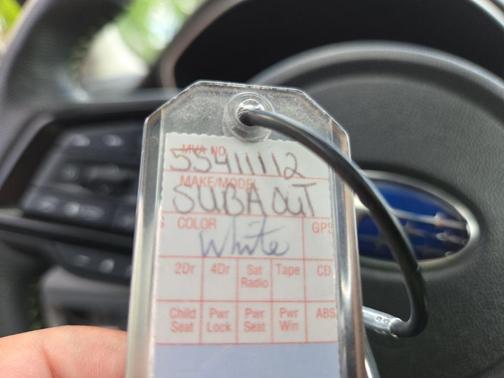 MVA NO.
55411112
MAKE/MODEL
SUBA OUT
COLOR GPS
White
2Dr 4Dr Sat Radio Tape CD
Child Seat Pwr Lock Pwr Seat Pwr Win ABS